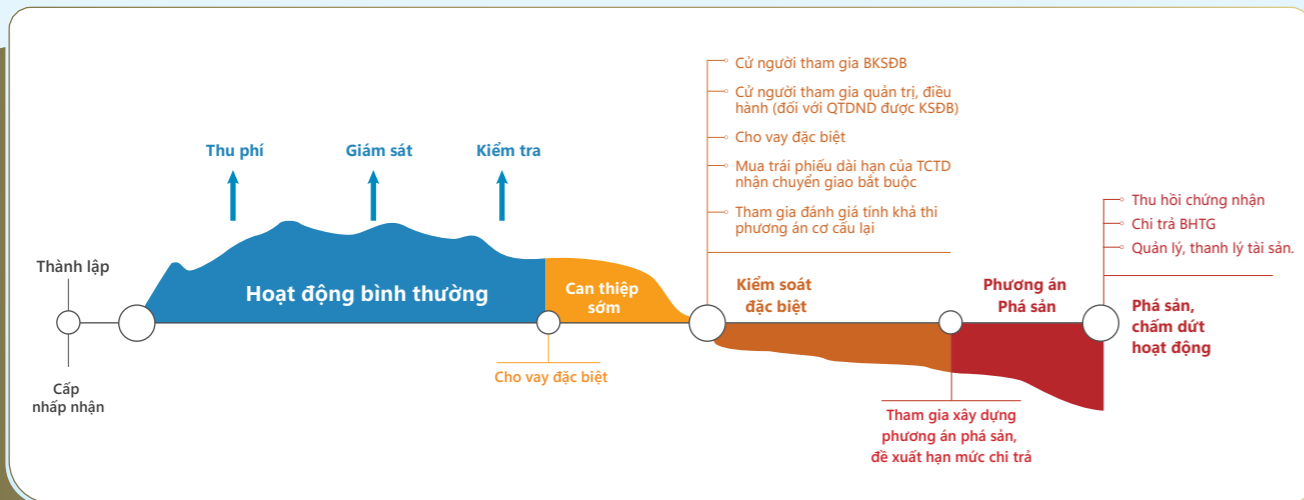 Thành lập
Cấp
nhấp nhận
Thu phí
Giám sát
Kiểm tra
Hoạt động bình thường
Can thiệp
sớm
Cho vay đặc biệt
Cử người tham gia BKSĐB
Cử người tham gia quản trị, điều
hành (đối với QTDND được KSĐB)
Cho vay đặc biệt
Mua trái phiếu dài hạn của TCTD
nhận chuyển giao bắt buộc
Tham gia đánh giá tính khả thi
phương án cơ cấu lại
Kiểm soát
đặc biệt
Phương án
Phá sản
Tham gia xây dựng
phương án phá sản,
đề xuất hạn mức chi trả
Thu hồi chứng nhận
Chi trả BHTG
Quản lý, thanh lý tài sản.
Phá sản,
chấm dứt
hoạt động